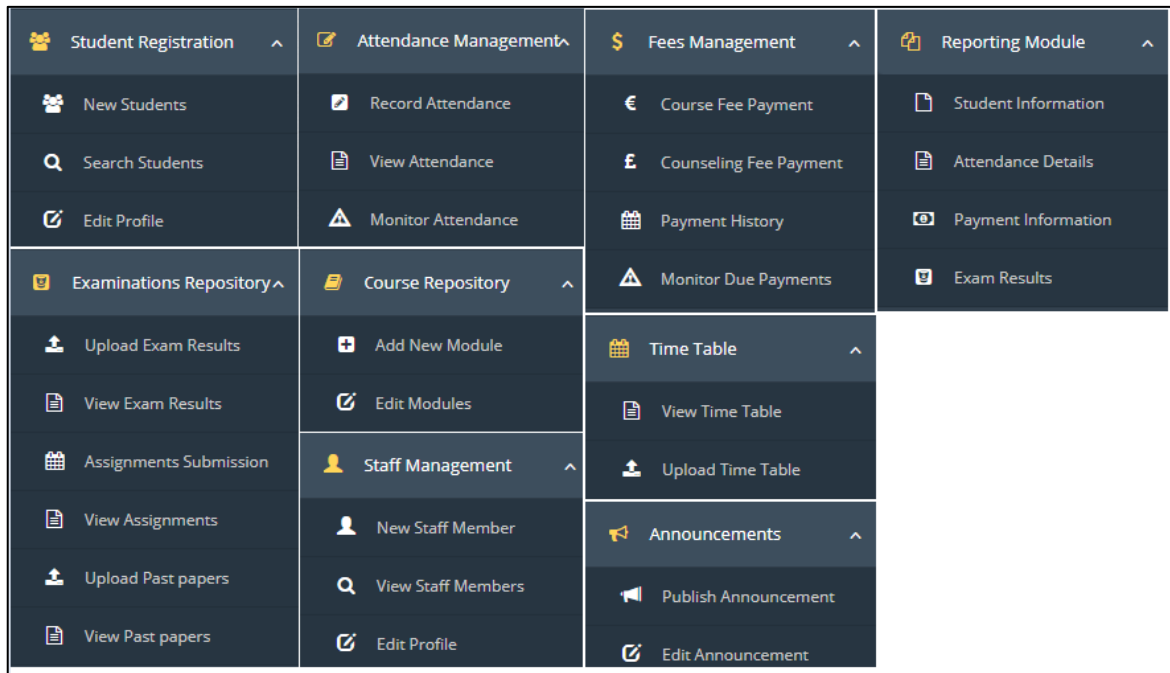 Student Registration
New Students
Search Students
Edit Profile
Attendance Management
Record Attendance
View Attendance
Monitor Attendance
Fees Management
Course Fee Payment
Counseling Fee Payment
Payment History
Monitor Due Payments
Reporting Module
Student Information
Attendance Details
Payment Information
Exam Results
Examinations Repository
Upload Exam Results
View Exam Results
Assignments Submission
View Assignments
Upload Past papers
View Past papers
Course Repository
Add New Module
Edit Modules
Staff Management
New Staff Member
View Staff Members
Edit Profile
Time Table
View Time Table
Upload Time Table
Announcements
Publish Announcement
Edit Announcement